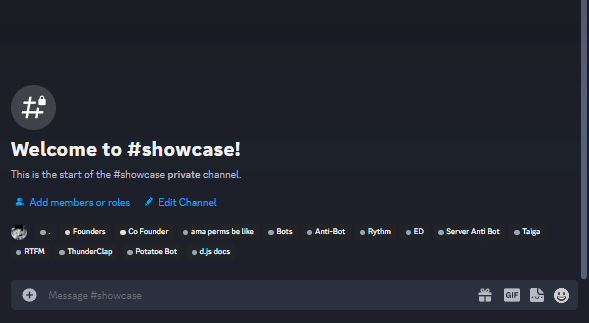 Welcome to #showcase!
This is the start of the #showcase private channel.
Add members or roles Edit Channel
. Founders Co Founder ama perms be like Bots Anti-Bot Rythm ED Server Anti Bot Taiga
RTFM ThunderClap Potatoe Bot d.js docs
Message #showcase GIF